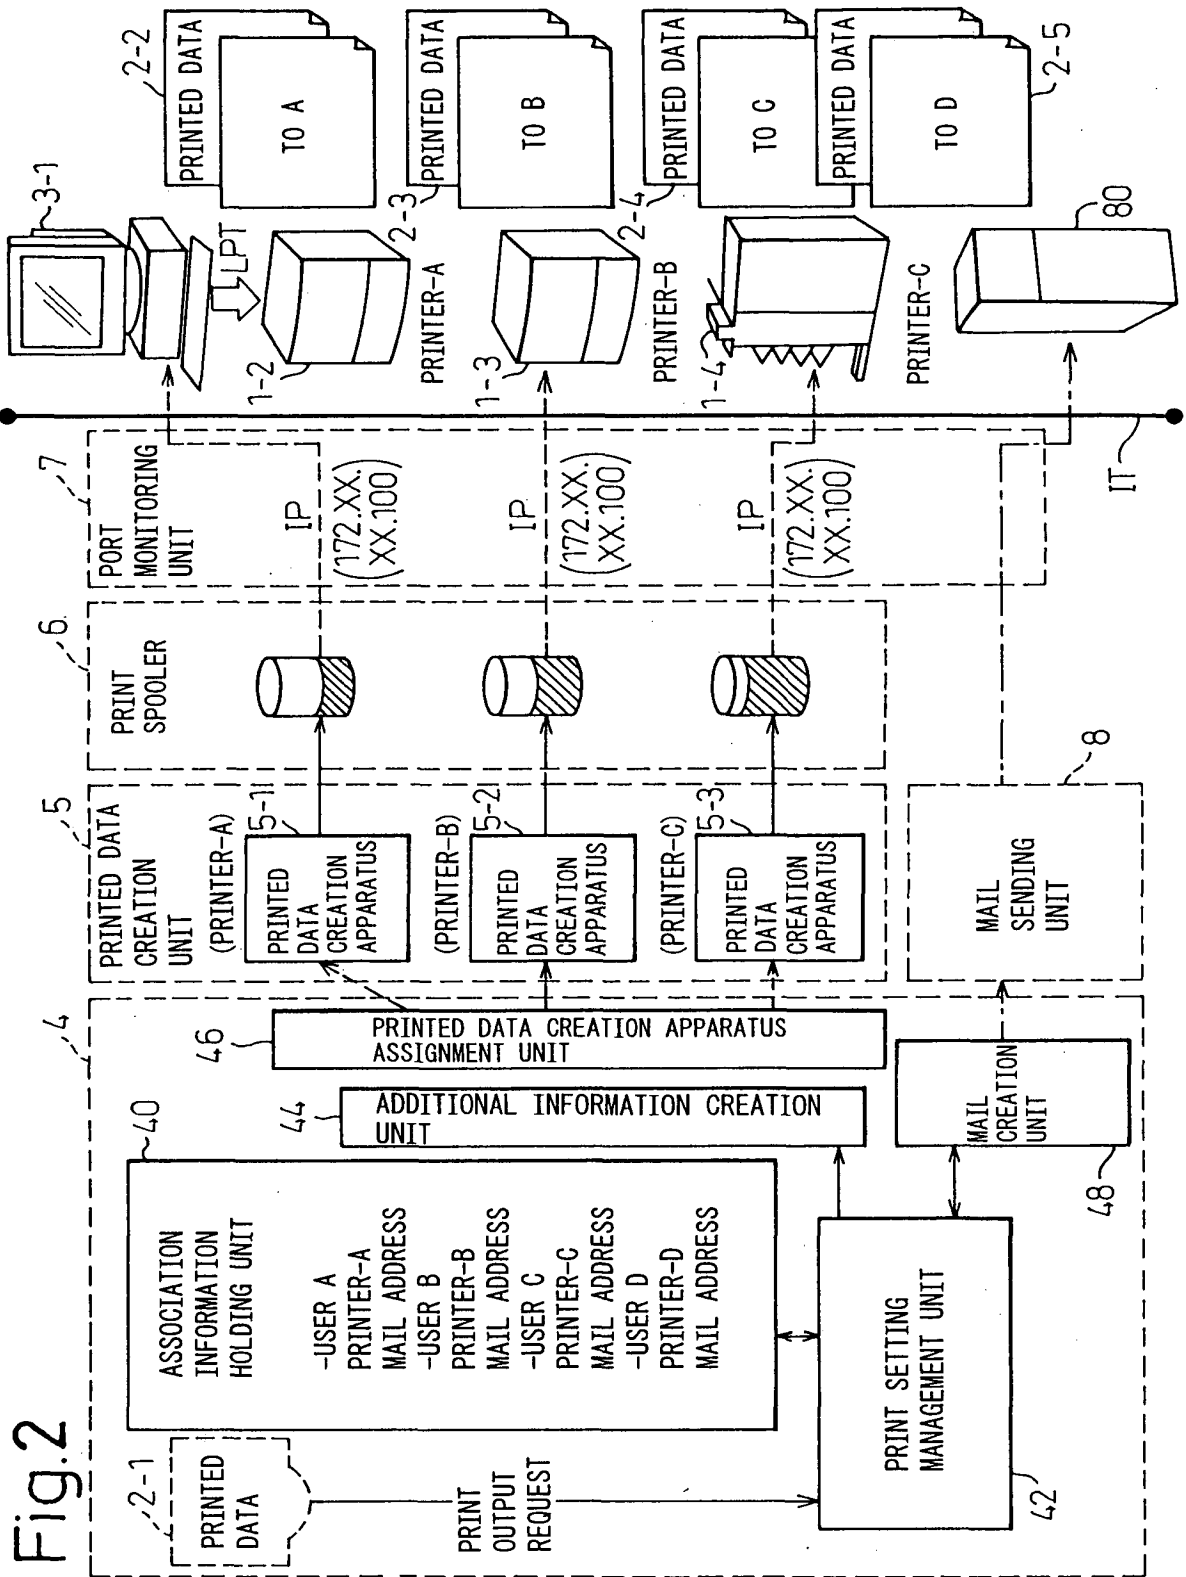 Fig.2
2-1
PRINTED
DATA
PRINT
OUTPUT
REQUEST
4
40
ASSOCIATION
INFORMATION
HOLDING UNIT
-USER A
PRINTER-A
MAIL ADDRESS
-USER B
PRINTER-B
MAIL ADDRESS
-USER C
PRINTER-C
MAIL ADDRESS
-USER D
PRINTER-D
MAIL ADDRESS
PRINT SETTING
MANAGEMENT UNIT
42
44
ADDITIONAL INFORMATION CREATION
UNIT
46
PRINTED DATA CREATION APPARATUS
ASSIGNMENT UNIT
MAIL
CREATION
UNIT
48
5
PRINTED DATA
CREATION
UNIT
(PRINTER-A)
5-1
PRINTED
DATA
CREATION
APPARATUS
(PRINTER-B)
5-2
PRINTED
DATA
CREATION
APPARATUS
(PRINTER-C)
5-3
PRINTED
DATA
CREATION
APPARATUS
MAIL
SENDING
UNIT
8
6
PRINT
SPOOLER
7
PORT
MONITORING
UNIT
IP
(172.XX.
XX.100)
IP
(172.XX.
XX.100)
IP
(172.XX.
XX.100)
IT
3-1
LPT
1-2
PRINTER-A
1-3
PRINTER-B
1-4
PRINTER-C
80
2-2
PRINTED DATA
TO A
2-3
PRINTED DATA
TO B
2-4
PRINTED DATA
TO C
PRINTED DATA
TO D
2-5